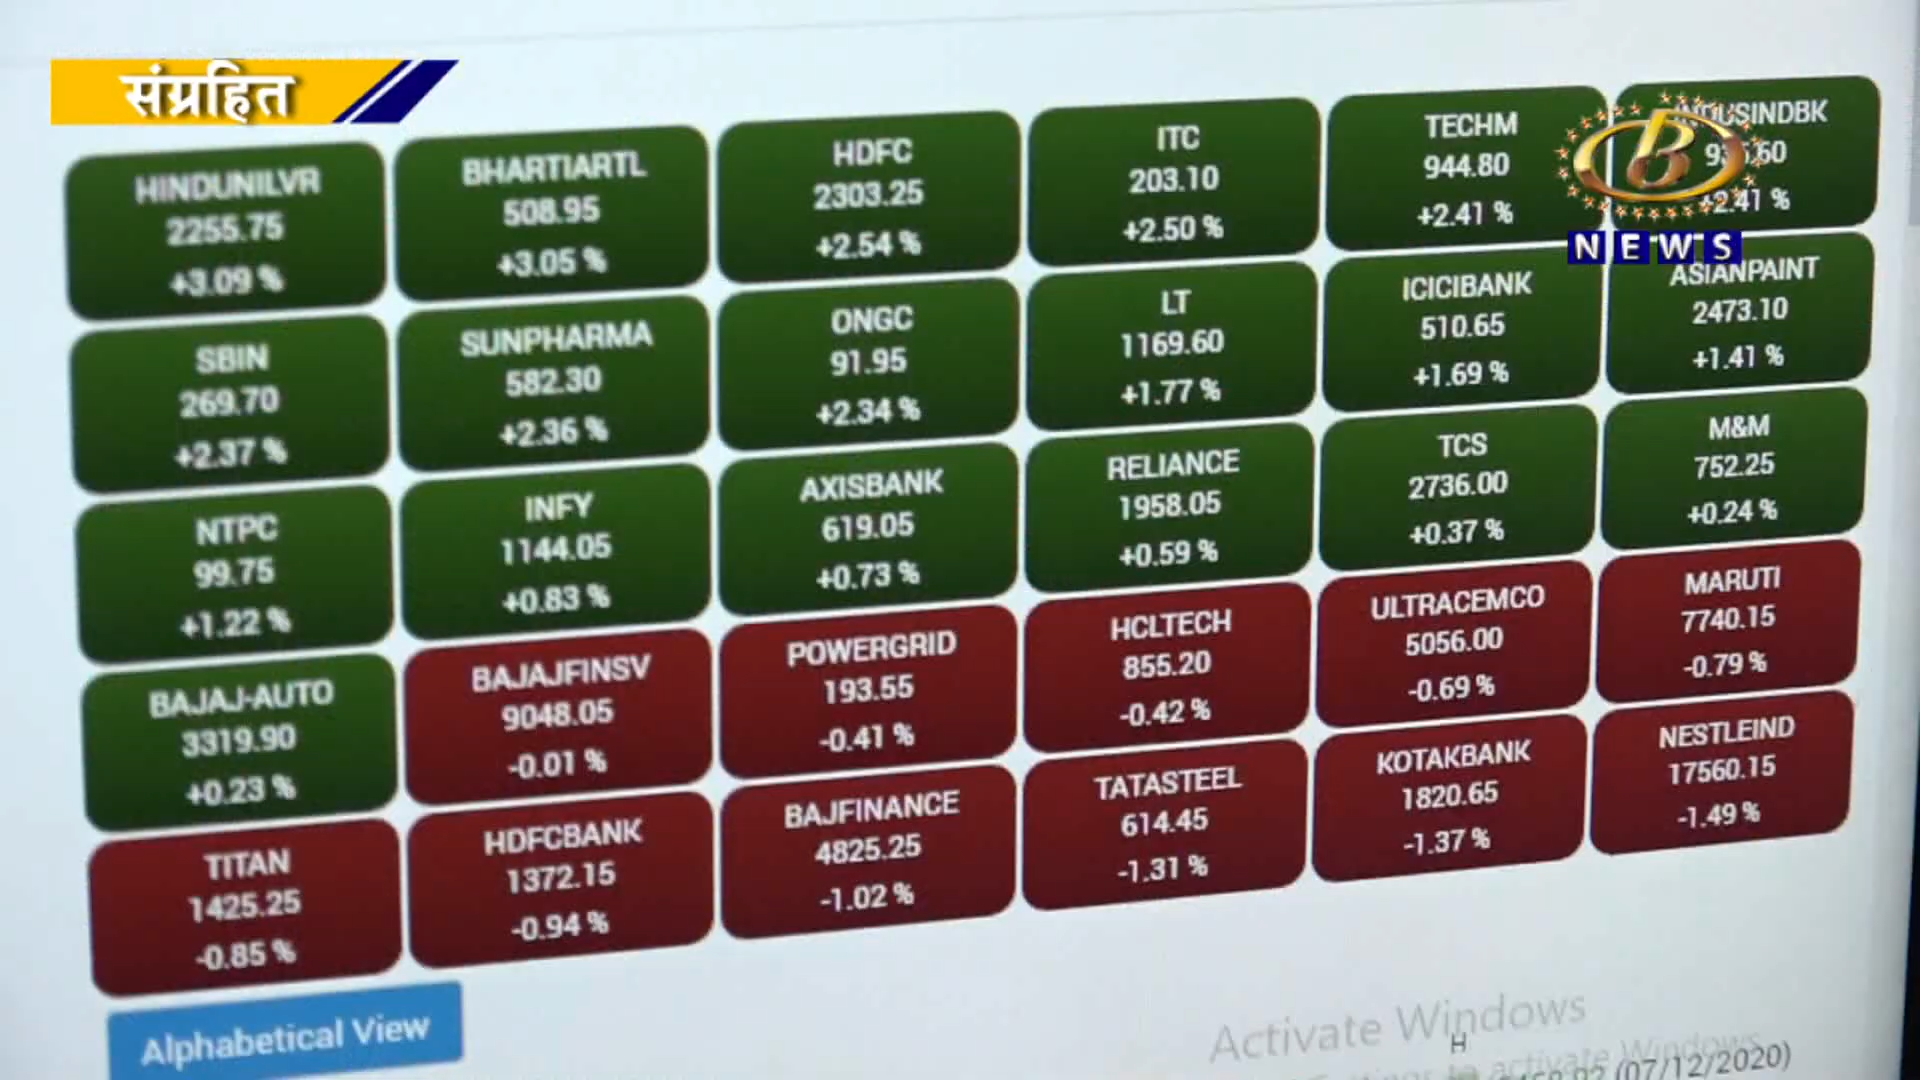 संग्रहित
HINDUNILVR
2255.75
+3.09 %
BHARTIARTL
508.95
+3.05 %
HDFC
2303.25
+2.54 %
ITC
203.10
+2.50 %
TECHM
944.80
+2.41 %
+2.41 %
B
NEWS
SBIN
269.70
+2.37 %
SUNPHARMA
582.30
+2.36 %
ONGC
91.95
+2.34 %
LT
1169.60
+1.77 %
ICICIBANK
510.65
+1.69 %
ASIANPAINT
2473.10
+1.41 %
NTPC
99.75
+1.22 %
INFY
1144.05
+0.83 %
AXISBANK
619.05
+0.73 %
RELIANCE
1958.05
+0.59 %
TCS
2736.00
+0.37 %
M&M
752.25
+0.24 %
BAJAJ-AUTO
3319.90
+0.23 %
BAJAJFINSV
9048.05
-0.01 %
POWERGRID
193.55
-0.41 %
HCLTECH
855.20
-0.42 %
ULTRACEMCO
5056.00
-0.69 %
MARUTI
7740.15
-0.79 %
TITAN
1425.25
-0.85 %
HDFCBANK
1372.15
-0.94 %
BAJFINANCE
4825.25
-1.02 %
TATASTEEL
614.45
-1.31 %
KOTAKBANK
1820.65
-1.37 %
NESTLEIND
17560.15
-1.49 %
Alphabetical View
Activate Windows
H
to activate Windows.
(07/12/2020)